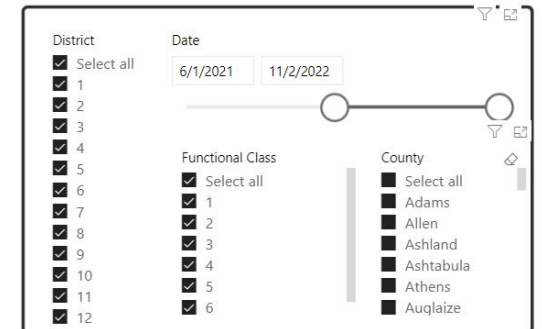 District
Select all
1
2
3
4
5
6
7
8
9
10
11
12
Date
6/1/2021 11/2/2022
Functional Class
Select all
1
2
3
4
5
6
County
Select all
Adams
Allen
Ashland
Ashtabula
Athens
Auglaize